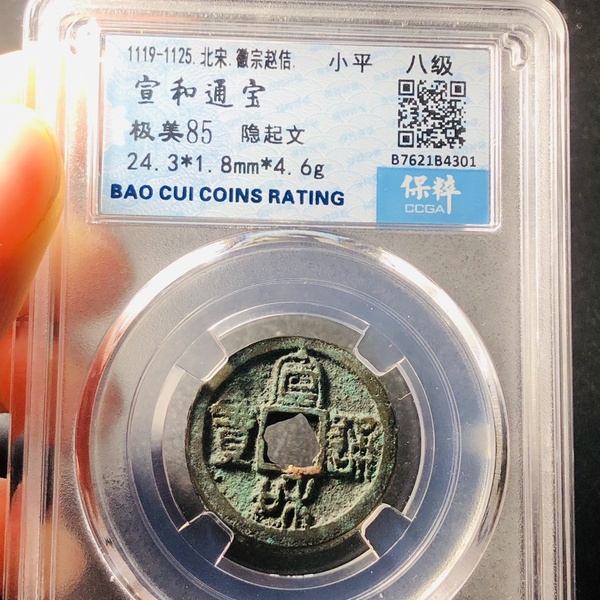 1119-1125.北宋.徽宗赵佶. 小平 八级
宣和通宝
极美85 隐起文
24.3*1.8mm*4.6g
BAO CUI COINS RATING
B7621B4301
保粹
CCGA
宣和通寶